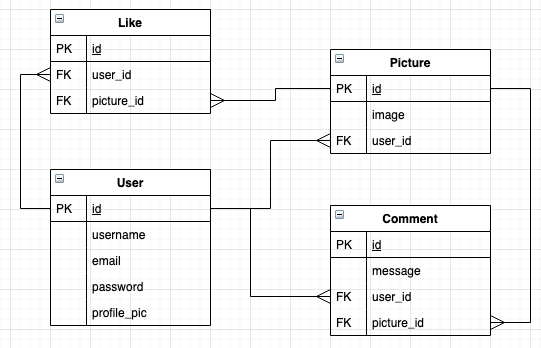 Like
PK id
FK user_id
FK picture_id
Picture
PK id
image
FK user_id
User
PK id
username
email
password
profile_pic
Comment
PK id
message
FK user_id
FK picture_id